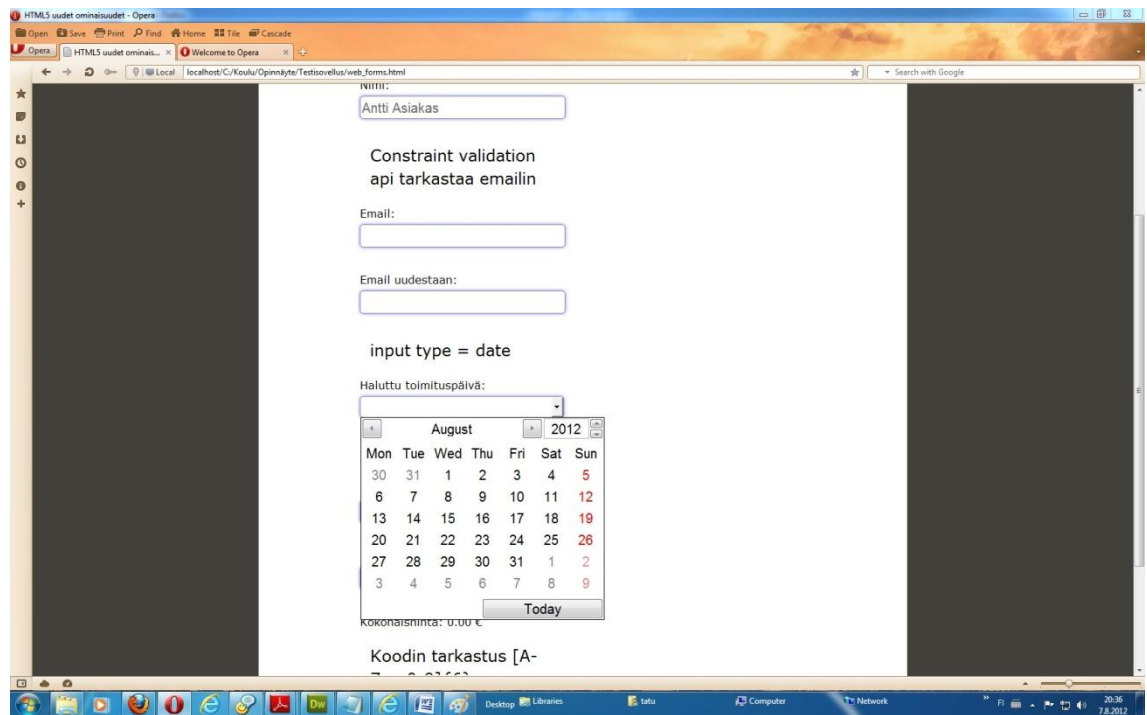 HTML5 uudet ominaisuudet - Opera
Open Save Print Find Home Tile Cascade
Opera HTML5 uudet ominais... × Welcome to Opera ×
Local localhost/C:/Koulu/Opinnäyte/Testisovellus/web_forms.html Search with Google
Nimi:
Antti Asiakas
Constraint validation
api tarkastaa emailin
Email:
Email uudestaan:
input type = date
Haluttu toimituspäivä:
August 2012
Mon Tue Wed Thu Fri Sat Sun
30 31 1 2 3 4 5
6 7 8 9 10 11 12
13 14 15 16 17 18 19
20 21 22 23 24 25 26
27 28 29 30 31 1 2
3 4 5 6 7 8 9
Today
Kokonaishinta: 0.00 €
Koodin tarkastus [A-
Dw Desktop Libraries tatu Computer Network FI 20:36
7.8.2012